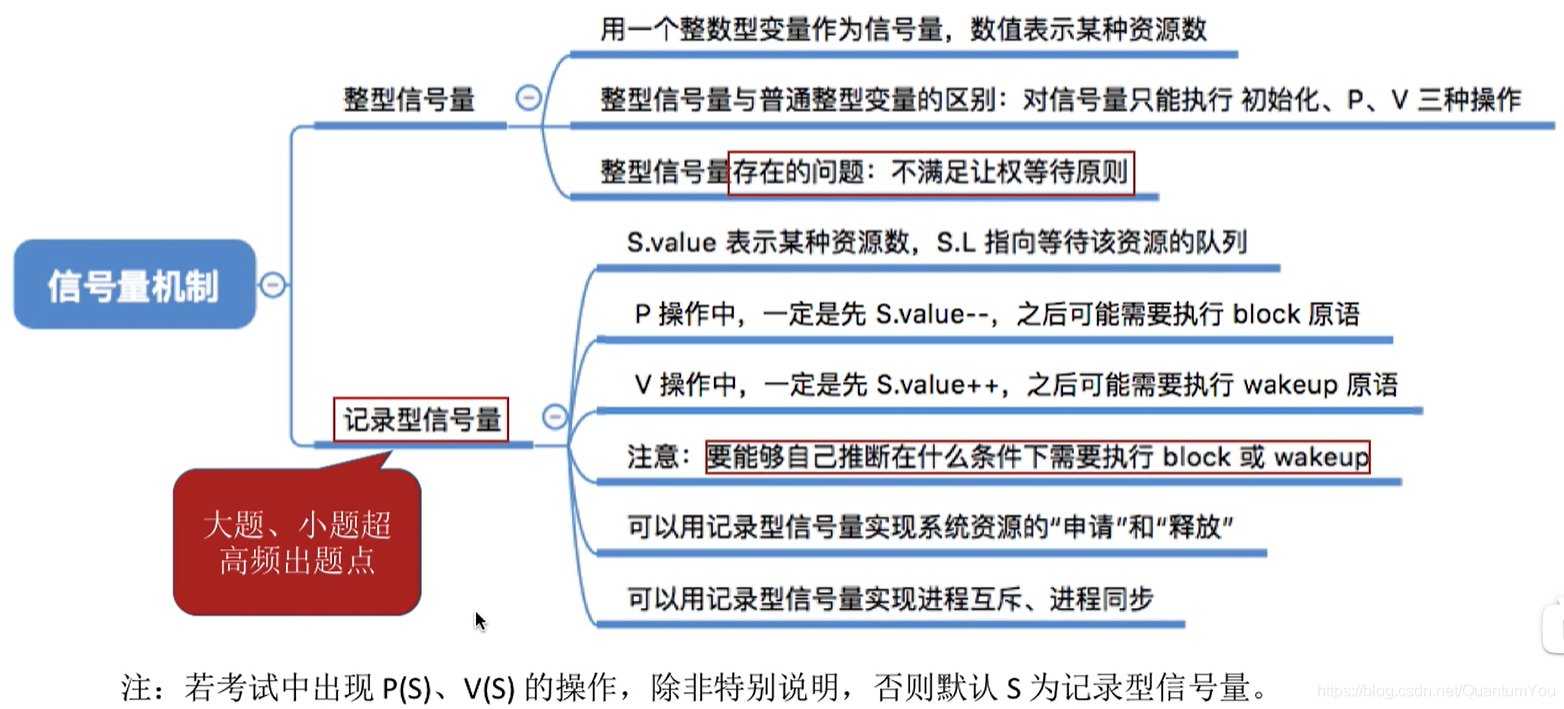 用一个整数型变量作为信号量，数值表示某种资源数
整型信号量
整型信号量与普通整型变量的区别：对信号量只能执行 初始化、P、V 三种操作
整型信号量存在的问题：不满足让权等待原则
信号量机制
S.value 表示某种资源数，S.L 指向等待该资源的队列
P 操作中，一定是先 S.value--，之后可能需要执行 block 原语
V 操作中，一定是先 S.value++，之后可能需要执行 wakeup 原语
记录型信号量
注意：要能够自己推断在什么条件下需要执行 block 或 wakeup
大题、小题超
高频出题点
可以用记录型信号量实现系统资源的“申请”和“释放”
可以用记录型信号量实现进程互斥、进程同步
注：若考试中出现 P(S)、V(S) 的操作，除非特别说明，否则默认 S 为记录型信号量。
https://blog.csdn.net/QuantumYou